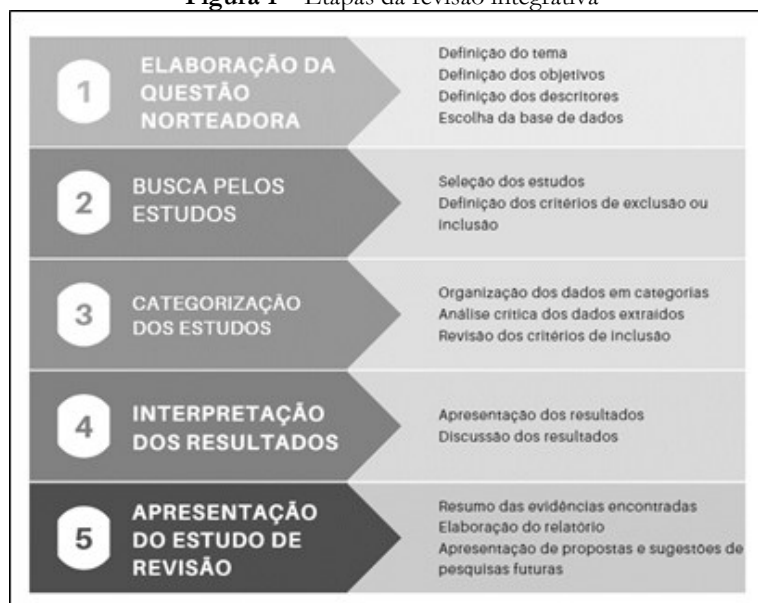 Figura 1 – Etapas da revisão integrativa
1
ELABORAÇÃO DA
QUESTÃO
NORTEADORA
Definição do tema
Definição dos objetivos
Definição dos descritores
Escolha da base de dados
2
BUSCA PELOS
ESTUDOS
Seleção dos estudos
Definição dos critérios de exclusão ou
inclusão
3
CATEGORIZAÇÃO
DOS ESTUDOS
Organização dos dados em categorias
Análise crítica dos dados extraídos
Revisão dos critérios de inclusão
4
INTERPRETAÇÃO
DOS RESULTADOS
Apresentação dos resultados
Discussão dos resultados
5
APRESENTAÇÃO
DO ESTUDO DE
REVISÃO
Resumo das evidências encontradas
Elaboração do relatório
Apresentação de propostas e sugestões de
pesquisas futuras